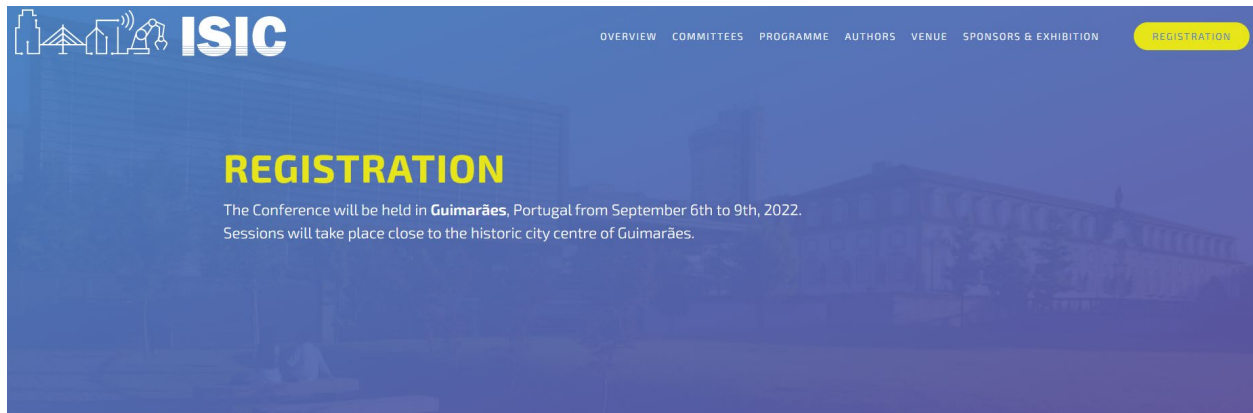 ISIC
OVERVIEW COMMITTEES PROGRAMME AUTHORS VENUE SPONSORS & EXHIBITION REGISTRATION
REGISTRATION
The Conference will be held in Guimarães, Portugal from September 6th to 9th, 2022.
Sessions will take place close to the historic city centre of Guimarães.